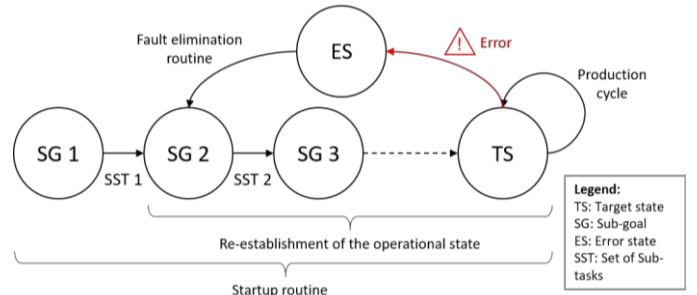 Fault elimination
routine
ES
Error
Production
cycle
SG 1
SST 1
SG 2
SST 2
SG 3
TS
Legend:
TS: Target state
SG: Sub-goal
ES: Error state
SST: Set of Sub-
tasks
Re-establishment of the operational state
Startup routine